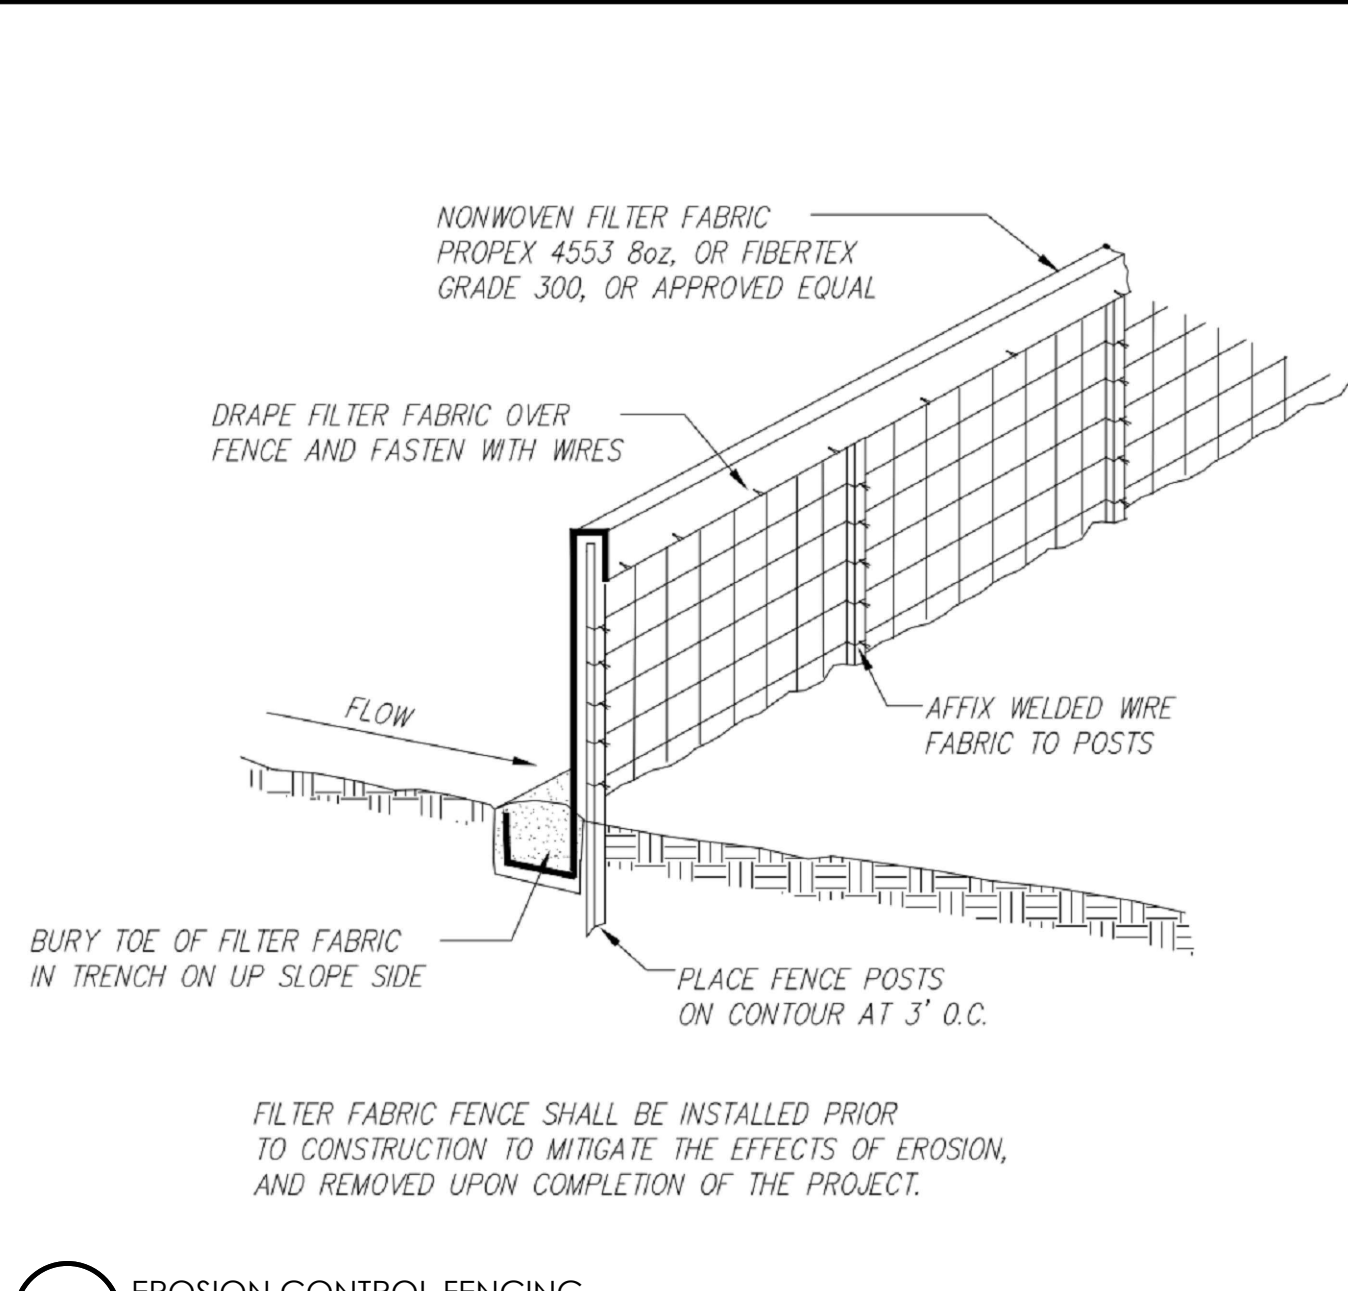 NONWOVEN FILTER FABRIC
PROPEX 4553 8oz, OR FIBERTEX
GRADE 300, OR APPROVED EQUAL
DRAPE FILTER FABRIC OVER
FENCE AND FASTEN WITH WIRES
FLOW
AFFIX WELDED WIRE
FABRIC TO POSTS
BURY TOE OF FILTER FABRIC
IN TRENCH ON UP SLOPE SIDE
PLACE FENCE POSTS
ON CONTOUR AT 3' O.C.
FILTER FABRIC FENCE SHALL BE INSTALLED PRIOR
TO CONSTRUCTION TO MITIGATE THE EFFECTS OF EROSION,
AND REMOVED UPON COMPLETION OF THE PROJECT.
EROSION CONTROL FENCING